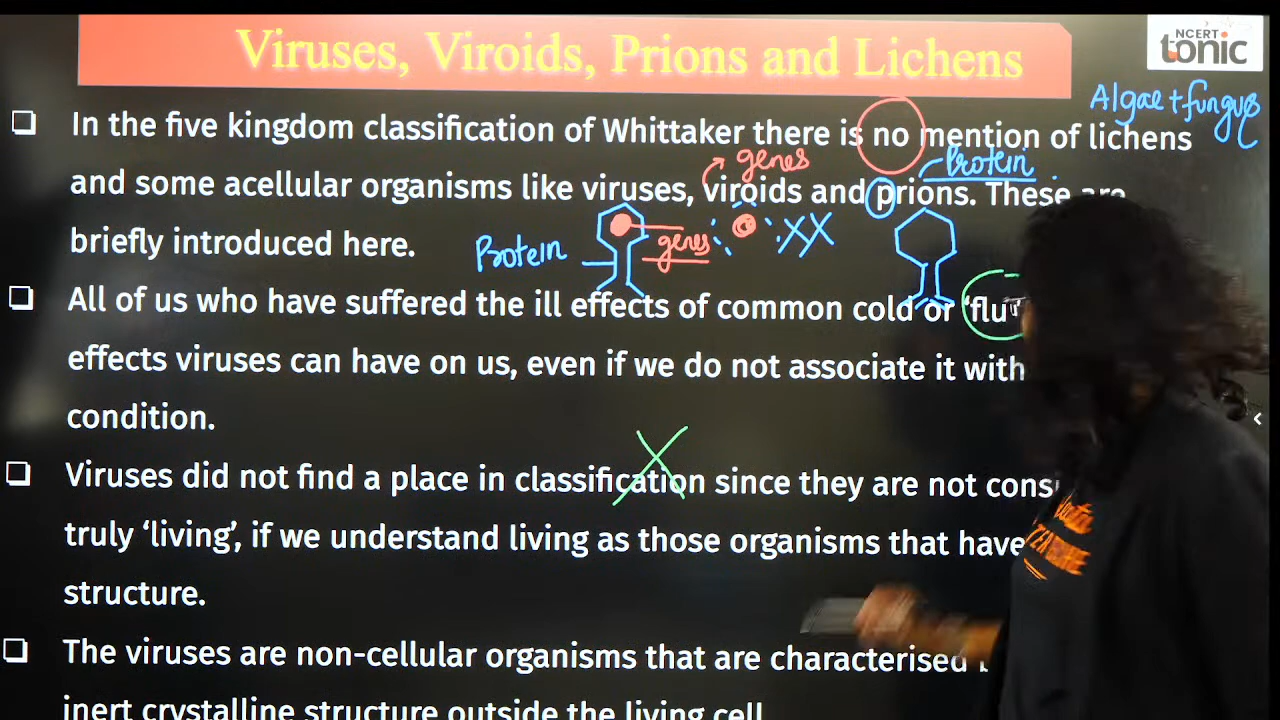 Viruses, Viroids, Prions and Lichens
NCERT
tonic
Algae + fungus
In the five kingdom classification of Whittaker there is no mention of lichens
genes
Protein
and some acellular organisms like viruses, viroids and prions. These are
briefly introduced here.
Protein
genes
All of us who have suffered the ill effects of common cold or ‘flu’
effects viruses can have on us, even if we do not associate it with
condition.
Viruses did not find a place in classification since they are not
truly ‘living’, if we understand living as those organisms that have
structure.
The viruses are non-cellular organisms that are characterised
inert crystalline structure outside the living cell